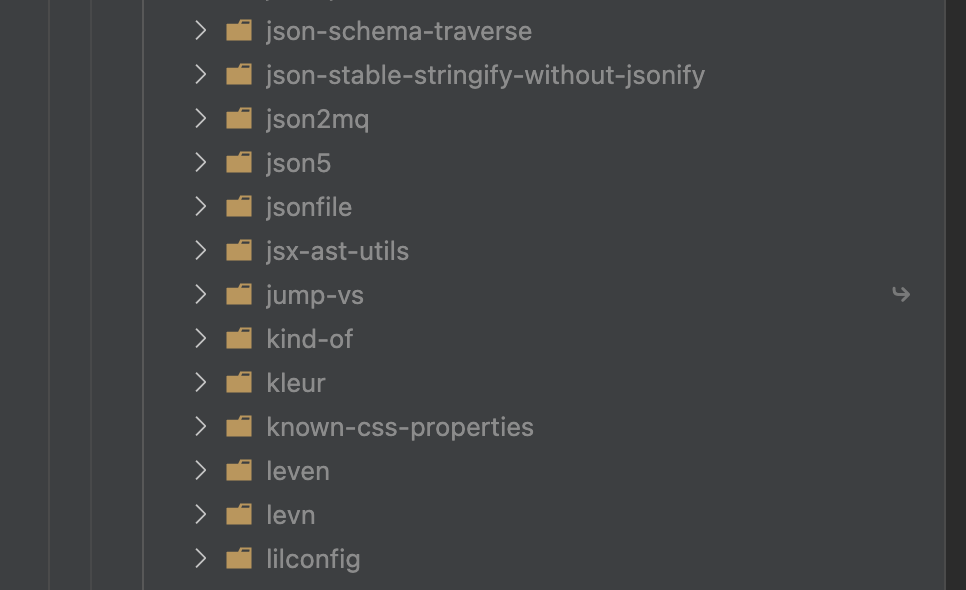 json-schema-traverse
json-stable-stringify-without-jsonify
json2mq
json5
jsonfile
jsx-ast-utils
jump-vs
kind-of
kleur
known-css-properties
leven
levn
lilconfig